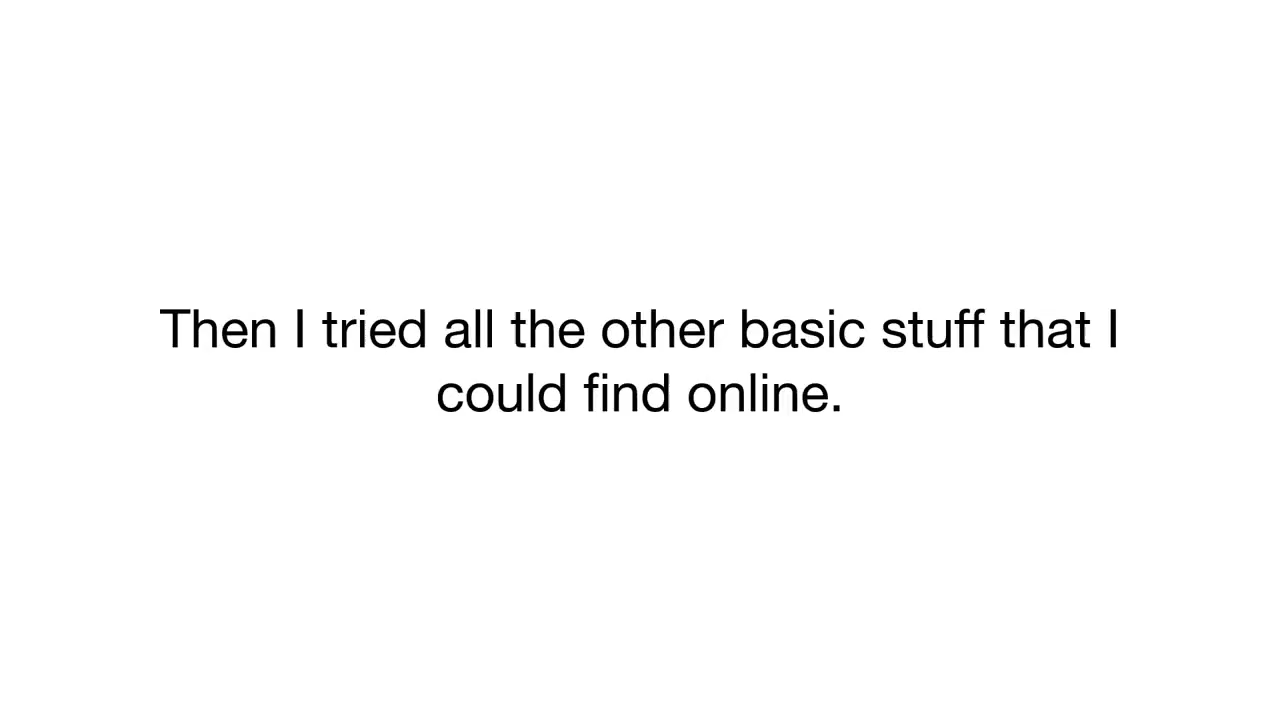 Then I tried all the other basic stuff that I
could find online.